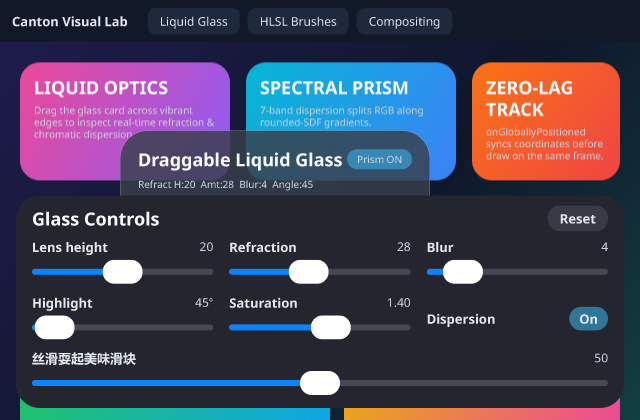 Canton Visual Lab
Liquid Glass
HLSL Brushes
Compositing
LIQUID OPTICS
Drag the glass card across vibrant
edges to inspect real-time refraction &
chromatic dispersion
SPECTRAL PRISM
7-band dispersion splits RGB along
rounded-SDF gradients.
ZERO-LAG
TRACK
onGloballyPositioned
syncs coordinates before
draw on the same frame.
Draggable Liquid Glass
Prism ON
Refract H:20 Amt:28 Blur:4 Angle:45
Glass Controls
Reset
Lens height 20
Refraction 28
Blur 4
Highlight 45°
Saturation 1.40
Dispersion On
丝滑耍起美味滑块 50